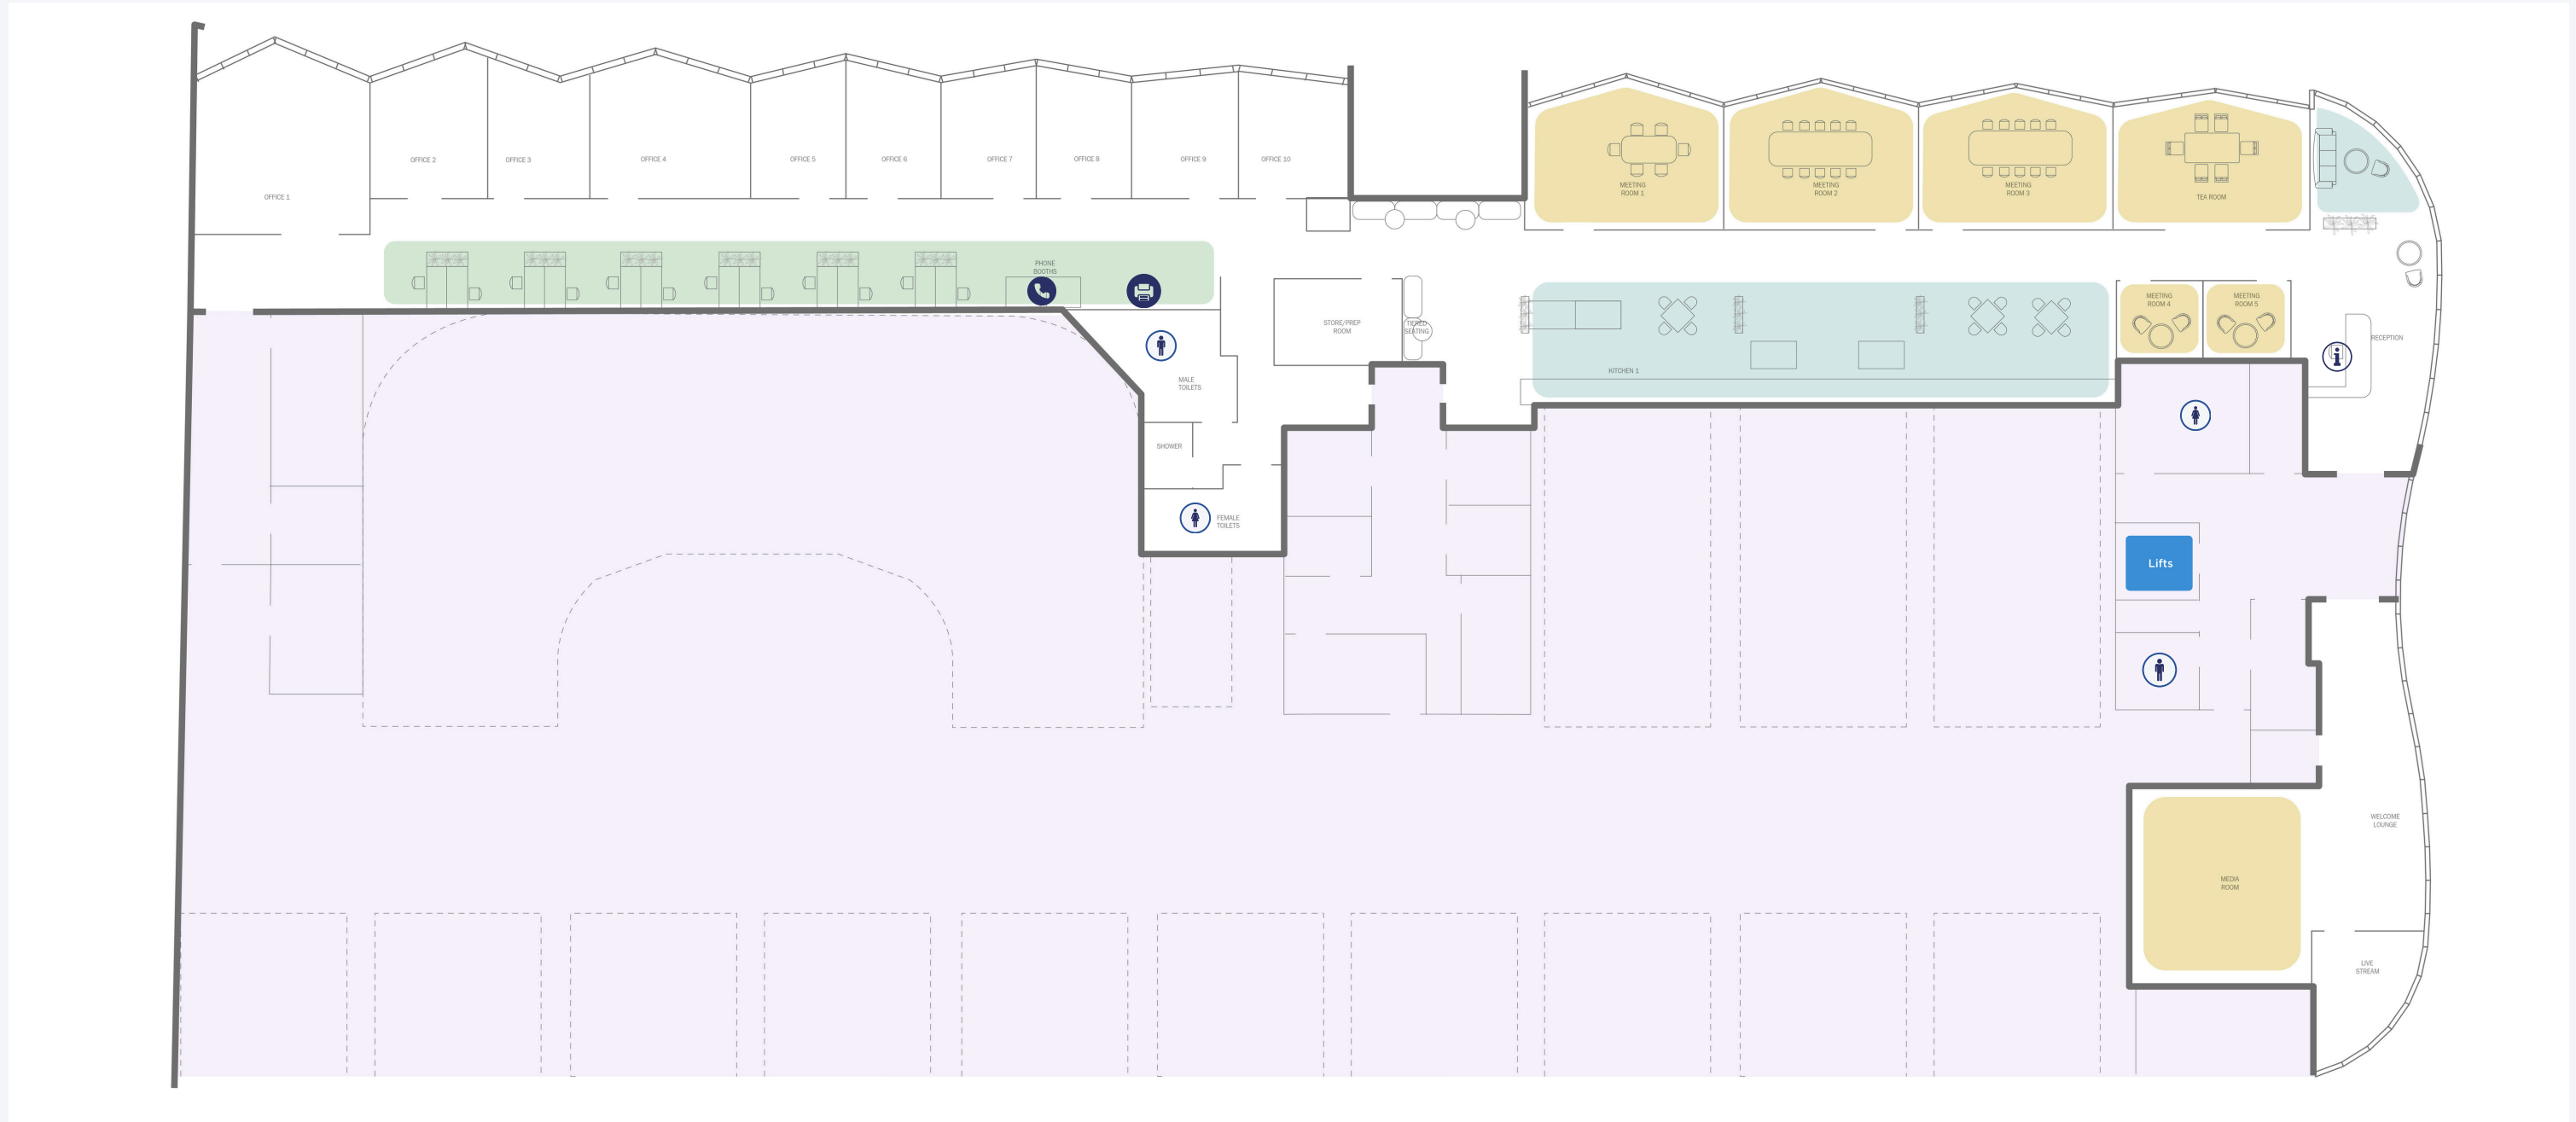 OFFICE 1
OFFICE 2
OFFICE 3
OFFICE 4
OFFICE 5
OFFICE 6
OFFICE 7
OFFICE 8
OFFICE 9
OFFICE 10
MEETING
ROOM 1
MEETING
ROOM 2
MEETING
ROOM 3
TEA ROOM
PHONE
BOOTHS
STORE/PREP
ROOM
TIERED
SEATING
MEETING
ROOM 4
MEETING
ROOM 5
RECEPTION
KITCHEN 1
MALE
TOILETS
SHOWER
FEMALE
TOILETS
Lifts
WELCOME
LOUNGE
MEDIA
ROOM
LIVE
STREAM